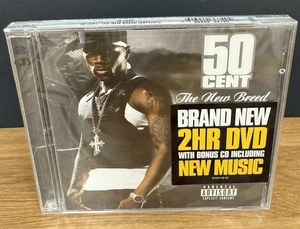 50
CENT
The New Breed
BRAND NEW
2HR DVD
WITH BONUS CD INCLUDING
NEW MUSIC
PARENTAL
ADVISORY
EXPLICIT CONTENT